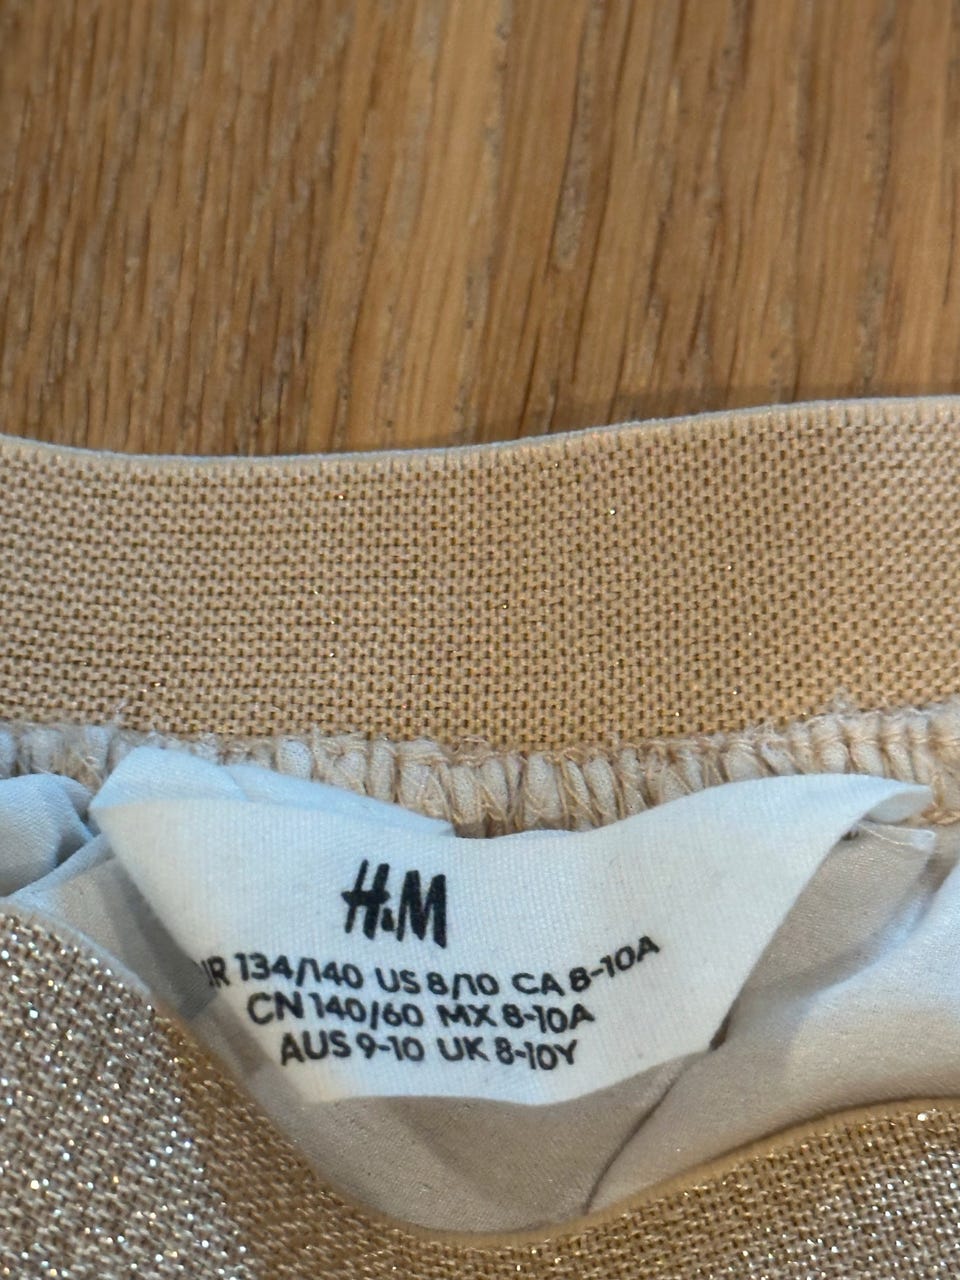 H&M
134/140 US 8/10 CA 8-10A
CN 140/60 MX 8-10A
AUS 9-10 UK 8-10Y